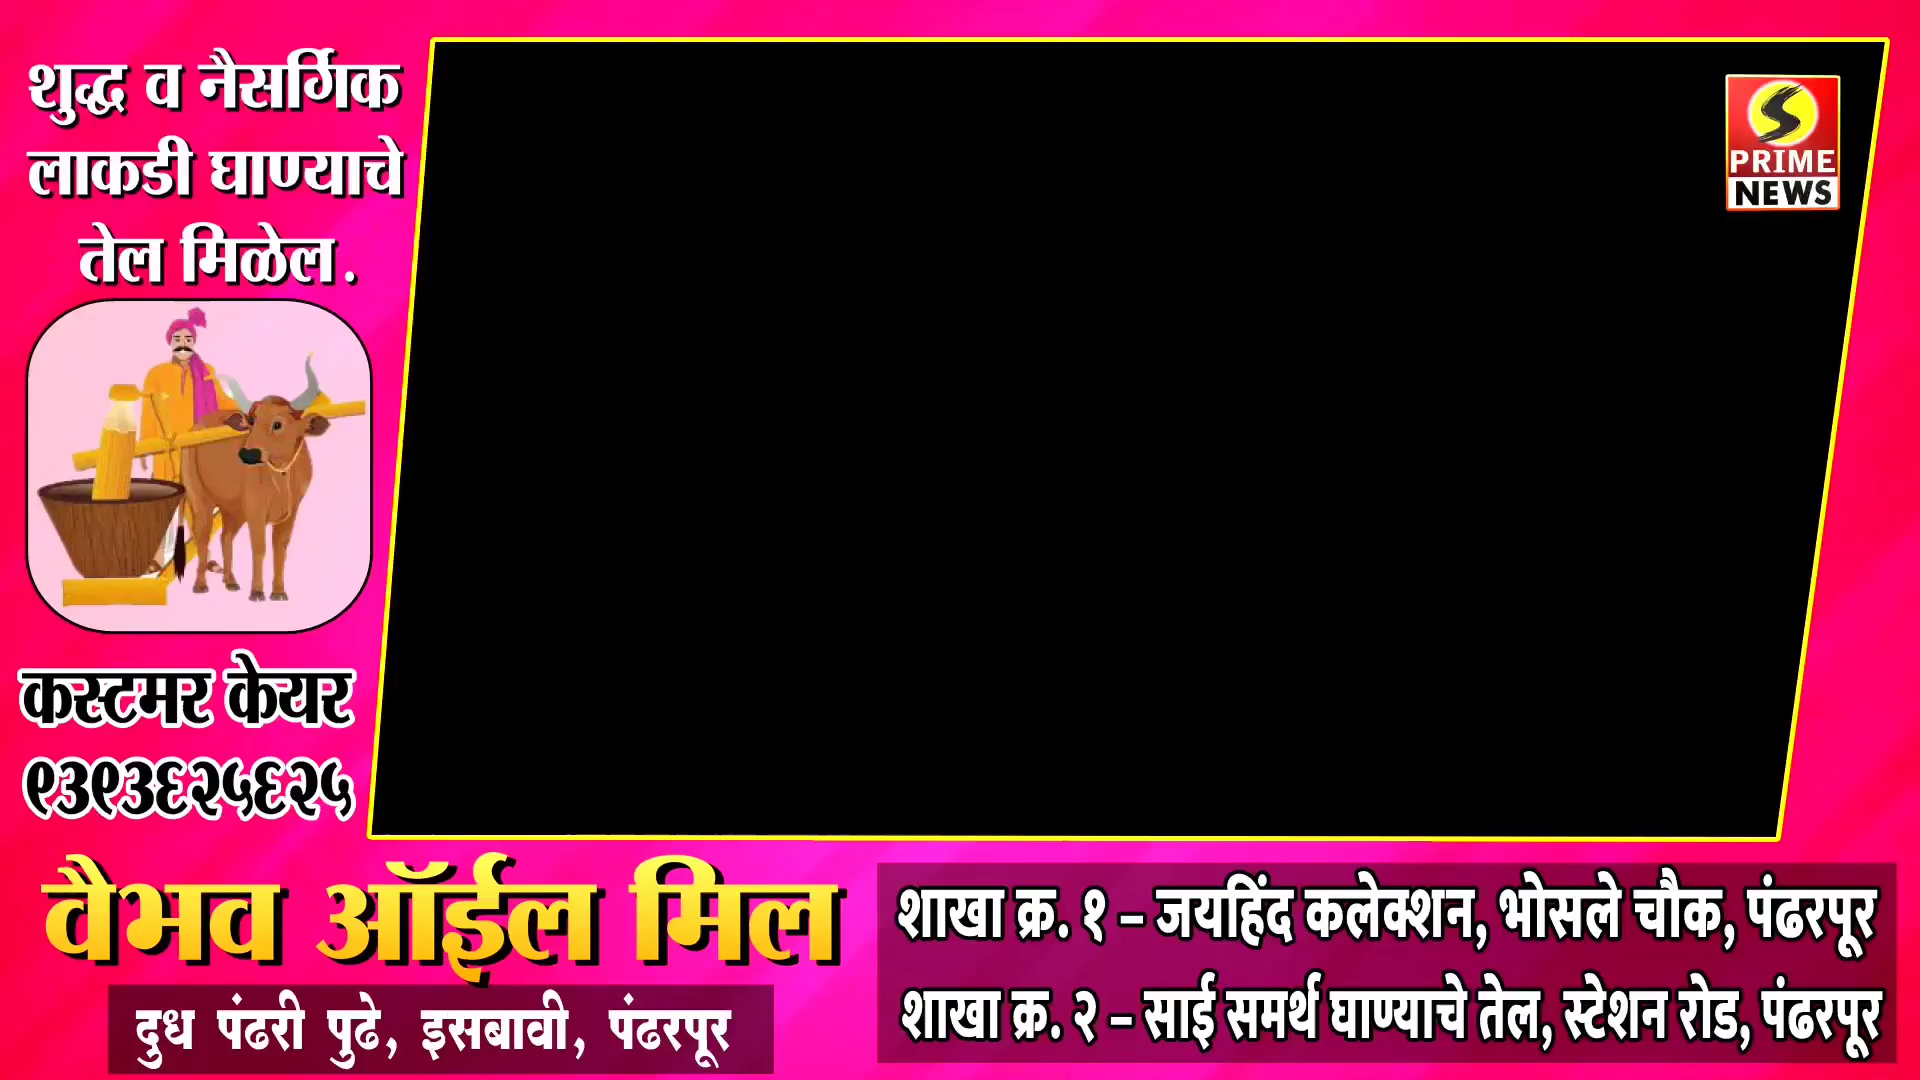 शुद्ध व नैसर्गिक
लाकडी घाण्याचे
तेल मिळेल.
कस्टमर केयर
९३९३६२५६२५
PRIME
NEWS
वैभव ऑईल मिल
दुध पंढरी पुढे, इसबावी, पंढरपूर
शाखा क्र. १ – जयहिंद कलेक्शन, भोसले चौक, पंढरपूर
शाखा क्र. २ – साई समर्थ घाण्याचे तेल, स्टेशन रोड, पंढरपूर